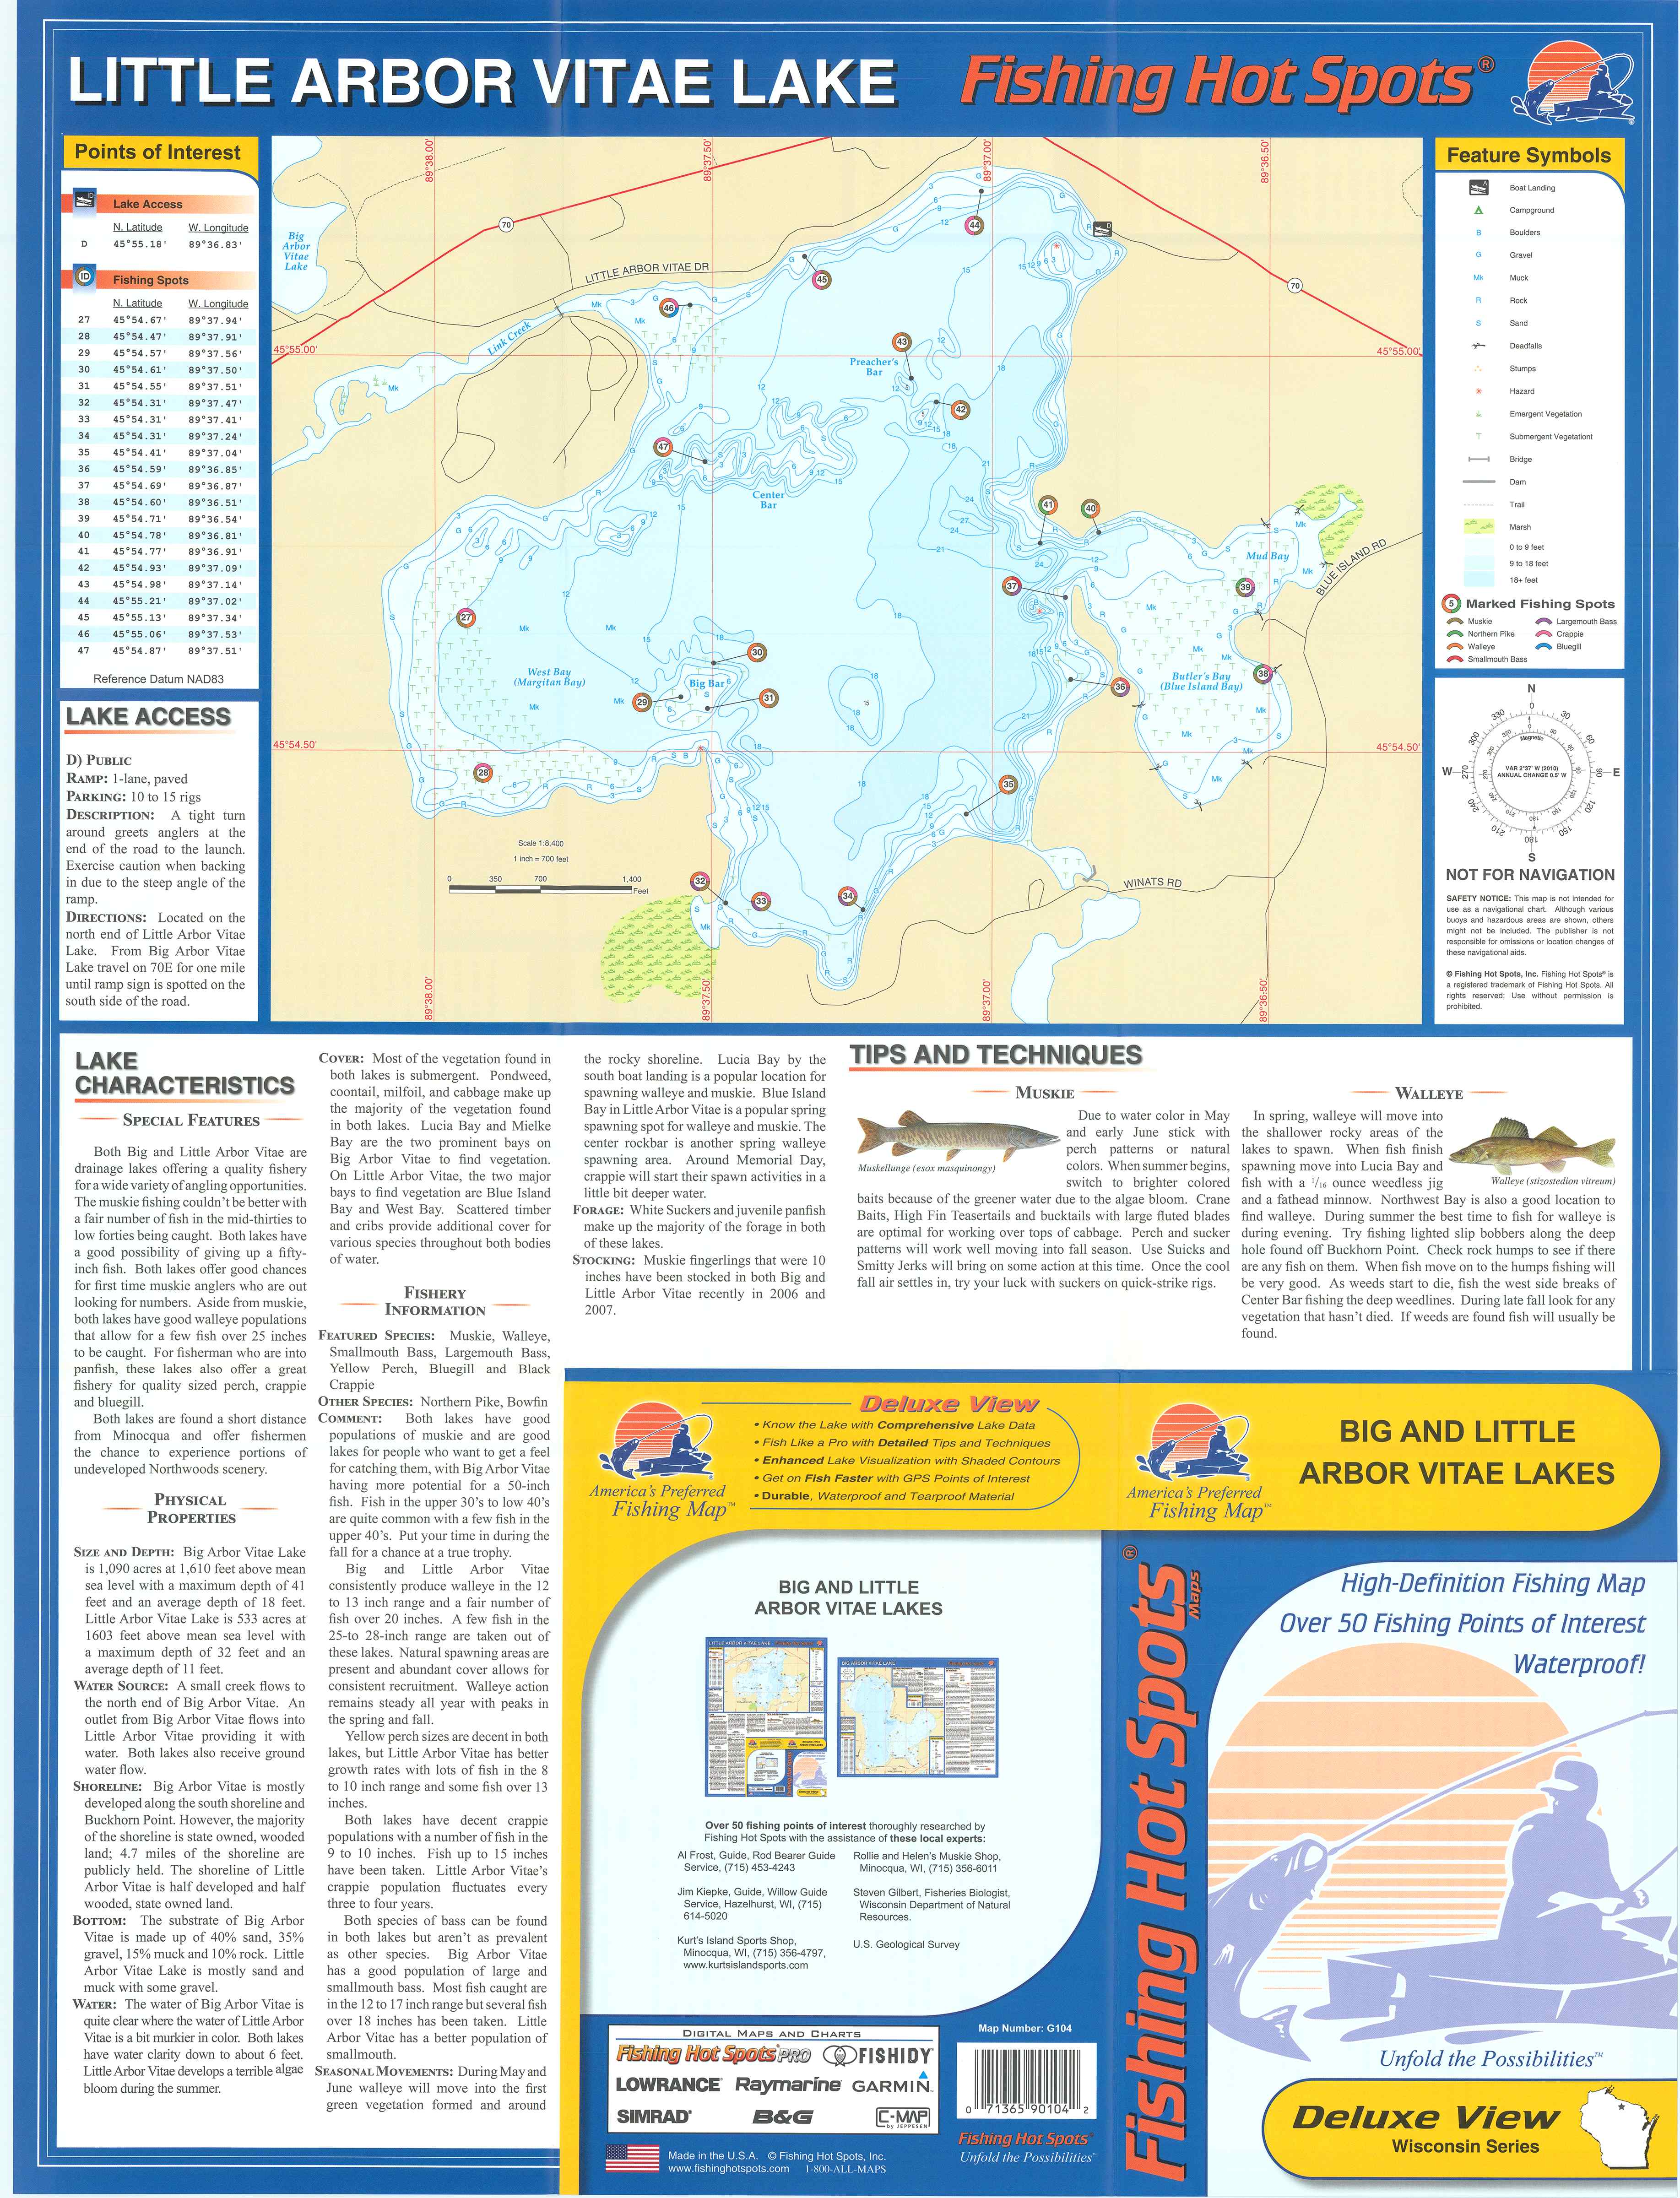 LITTLE ARBOR VITAE LAKE
Fishing Hot Spots®
Points of Interest
Lake Access
N. Latitude W. Longitude
D 45°55.18' 89°36.83'
ID
Fishing Spots
N. Latitude W. Longitude
27 45°54.67' 89°37.94'
28 45°54.47' 89°37.91'
29 45°54.57' 89°37.56'
30 45°54.61' 89°37.50'
31 45°54.55' 89°37.51'
32 45°54.31' 89°37.47'
33 45°54.31' 89°37.41'
34 45°54.31' 89°37.24'
35 45°54.41' 89°37.04'
36 45°54.59' 89°36.85'
37 45°54.69' 89°36.87'
38 45°54.60' 89°36.51'
39 45°54.71' 89°36.54'
40 45°54.78' 89°36.81'
41 45°54.77' 89°36.91'
42 45°54.93' 89°37.09'
43 45°54.98' 89°37.14'
44 45°55.21' 89°37.02'
45 45°55.13' 89°37.34'
46 45°55.06' 89°37.53'
47 45°54.87' 89°37.51'
Reference Datum NAD83
LAKE ACCESS
D) PUBLIC
RAMP: 1-lane, paved
PARKING: 10 to 15 rigs
DESCRIPTION: A tight turn
around greets anglers at the
end of the road to the launch.
Exercise caution when backing
in due to the steep angle of the
ramp.
DIRECTIONS: Located on the
north end of Little Arbor Vitae
Lake. From Big Arbor Vitae
Lake travel on 70E for one mile
until ramp sign is spotted on the
south side of the road.
89°38.00'
89°37.50'
89°37.00'
89°36.50'
70
LITTLE ARBOR VITAE DR
Big
Arbor
Vitae
Lake
Link Creek
45°55.00'
45°55.00'
70
44
45
46
43
Preacher's
Bar
42
47
Center
Bar
41
40
Mud Bay
BLUE ISLAND RD
39
37
27
30
West Bay
(Margitan Bay)
Big Bar
29
31
36
Butler's Bay
(Blue Island Bay)
38
45°54.50'
45°54.50'
28
35
Scale 1:8,400
1 inch = 700 feet
0 350 700 1,400
Feet
32
33
34
WINATS RD
89°38.00'
89°37.50'
89°37.00'
89°36.50'
Feature Symbols
Boat Landing
Campground
B Boulders
G Gravel
Mk Muck
R Rock
S Sand
Deadfalls
Stumps
Hazard
Emergent Vegetation
T Submergent Vegetationt
Bridge
Dam
Trail
Marsh
0 to 9 feet
9 to 18 feet
18+ feet
5 Marked Fishing Spots
Muskie
Northern Pike
Walleye
Smallmouth Bass
Largemouth Bass
Crappie
Bluegill
N
W
E
S
Magnetic
VAR 2°37' W (2010)
ANNUAL CHANGE 0.5' W
NOT FOR NAVIGATION
SAFETY NOTICE: This map is not intended for
use as a navigational chart. Although various
buoys and hazardous areas are shown, others
might not be included. The publisher is not
responsible for omissions or location changes of
these navigational aids.
© Fishing Hot Spots, Inc. Fishing Hot Spots® is
a registered trademark of Fishing Hot Spots. All
rights reserved; Use without permission is
prohibited.
LAKE
CHARACTERISTICS
SPECIAL FEATURES
Both Big and Little Arbor Vitae are
drainage lakes offering a quality fishery
for a wide variety of angling opportunities.
The muskie fishing couldn't be better with
a fair number of fish in the mid-thirties to
low forties being caught. Both lakes have
a good possibility of giving up a fifty-
inch fish. Both lakes offer good chances
for first time muskie anglers who are out
looking for numbers. Aside from muskie,
both lakes have good walleye populations
that allow for a few fish over 25 inches
to be caught. For fisherman who are into
panfish, these lakes also offer a great
fishery for quality sized perch, crappie
and bluegill.
Both lakes are found a short distance
from Minocqua and offer fishermen
the chance to experience portions of
undeveloped Northwoods scenery.
PHYSICAL
PROPERTIES
SIZE AND DEPTH: Big Arbor Vitae Lake
is 1,090 acres at 1,610 feet above mean
sea level with a maximum depth of 41
feet and an average depth of 18 feet.
Little Arbor Vitae Lake is 533 acres at
1603 feet above mean sea level with
a maximum depth of 32 feet and an
average depth of 11 feet.
WATER SOURCE: A small creek flows to
the north end of Big Arbor Vitae. An
outlet from Big Arbor Vitae flows into
Little Arbor Vitae providing it with
water. Both lakes also receive ground
water flow.
SHORELINE: Big Arbor Vitae is mostly
developed along the south shoreline and
Buckhorn Point. However, the majority
of the shoreline is state owned, wooded
land; 4.7 miles of the shoreline are
publicly held. The shoreline of Little
Arbor Vitae is half developed and half
wooded, state owned land.
BOTTOM: The substrate of Big Arbor
Vitae is made up of 40% sand, 35%
gravel, 15% muck and 10% rock. Little
Arbor Vitae Lake is mostly sand and
muck with some gravel.
WATER: The water of Big Arbor Vitae is
quite clear where the water of Little Arbor
Vitae is a bit murkier in color. Both lakes
have water clarity down to about 6 feet.
Little Arbor Vitae develops a terrible algae
bloom during the summer.
COVER: Most of the vegetation found in
both lakes is submergent. Pondweed,
coontail, milfoil, and cabbage make up
the majority of the vegetation found
in both lakes. Lucia Bay and Mielke
Bay are the two prominent bays on
Big Arbor Vitae to find vegetation.
On Little Arbor Vitae, the two major
bays to find vegetation are Blue Island
Bay and West Bay. Scattered timber
and cribs provide additional cover for
various species throughout both bodies
of water.
FISHERY
INFORMATION
FEATURED SPECIES: Muskie, Walleye,
Smallmouth Bass, Largemouth Bass,
Yellow Perch, Bluegill and Black
Crappie
OTHER SPECIES: Northern Pike, Bowfin
COMMENT: Both lakes have good
populations of muskie and are good
lakes for people who want to get a feel
for catching them, with Big Arbor Vitae
having more potential for a 50-inch
fish. Fish in the upper 30's to low 40's
are quite common with a few fish in the
upper 40's. Put your time in during the
fall for a chance at a true trophy.
Big and Little Arbor Vitae
consistently produce walleye in the 12
to 13 inch range and a fair number of
fish over 20 inches. A few fish in the
25-to 28-inch range are taken out of
these lakes. Natural spawning areas are
present and abundant cover allows for
consistent recruitment. Walleye action
remains steady all year with peaks in
the spring and fall.
Yellow perch sizes are decent in both
lakes, but Little Arbor Vitae has better
growth rates with lots of fish in the 8
to 10 inch range and some fish over 13
inches.
Both lakes have decent crappie
populations with a number of fish in the
9 to 10 inches. Fish up to 15 inches
have been taken. Little Arbor Vitae's
crappie population fluctuates every
three to four years.
Both species of bass can be found
in both lakes but aren't as prevalent
as other species. Big Arbor Vitae
has a good population of large and
smallmouth bass. Most fish caught are
in the 12 to 17 inch range but several fish
over 18 inches has been taken. Little
Arbor Vitae has a better population of
smallmouth.
SEASONAL MOVEMENTS: During May and
June walleye will move into the first
green vegetation formed and around
the rocky shoreline. Lucia Bay by the
south boat landing is a popular location for
spawning walleye and muskie. Blue Island
Bay in Little Arbor Vitae is a popular spring
spawning spot for walleye and muskie. The
center rockbar is another spring walleye
spawning area. Around Memorial Day,
crappie will start their spawn activities in a
little bit deeper water.
FORAGE: White Suckers and juvenile panfish
make up the majority of the forage in both
of these lakes.
STOCKING: Muskie fingerlings that were 10
inches have been stocked in both Big and
Little Arbor Vitae recently in 2006 and
2007.
TIPS AND TECHNIQUES
MUSKIE
Muskellunge (esox masquinongy)
Due to water color in May
and early June stick with
perch patterns or natural
colors. When summer begins,
switch to brighter colored
baits because of the greener water due to the algae bloom. Crane
Baits, High Fin Teasertails and bucktails with large fluted blades
are optimal for working over tops of cabbage. Perch and sucker
patterns will work well moving into fall season. Use Suicks and
Smitty Jerks will bring on some action at this time. Once the cool
fall air settles in, try your luck with suckers on quick-strike rigs.
WALLEYE
Walleye (stizostedion vitreum)
In spring, walleye will move into
the shallower rocky areas of the
lakes to spawn. When fish finish
spawning move into Lucia Bay and
fish with a 1/16 ounce weedless jig
and a fathead minnow. Northwest Bay is also a good location to
find walleye. During summer the best time to fish for walleye is
during evening. Try fishing lighted slip bobbers along the deep
hole found off Buckhorn Point. Check rock humps to see if there
are any fish on them. When fish move on to the humps fishing will
be very good. As weeds start to die, fish the west side breaks of
Center Bar fishing the deep weedlines. During late fall look for any
vegetation that hasn't died. If weeds are found fish will usually be
found.
America's Preferred
Fishing Map™
Deluxe View
• Know the Lake with Comprehensive Lake Data
• Fish Like a Pro with Detailed Tips and Techniques
• Enhanced Lake Visualization with Shaded Contours
• Get on Fish Faster with GPS Points of Interest
• Durable, Waterproof and Tearproof Material
BIG AND LITTLE
ARBOR VITAE LAKES
LITTLE ARBOR VITAE LAKE
BIG ARBOR VITAE LAKE
Over 50 fishing points of interest thoroughly researched by
Fishing Hot Spots with the assistance of these local experts:
Al Frost, Guide, Rod Bearer Guide
Service, (715) 453-4243
Jim Kiepke, Guide, Willow Guide
Service, Hazelhurst, WI, (715)
614-5020
Kurt's Island Sports Shop,
Minocqua, WI, (715) 356-4797,
www.kurtsislandsports.com
Rollie and Helen's Muskie Shop,
Minocqua, WI, (715) 356-6011
Steven Gilbert, Fisheries Biologist,
Wisconsin Department of Natural
Resources.
U.S. Geological Survey
DIGITAL MAPS AND CHARTS
Fishing Hot Spots PRO FISHIDY
LOWRANCE Raymarine GARMIN
SIMRAD B&G C-MAP
by JEPPESEN
Made in the U.S.A. © Fishing Hot Spots, Inc.
www.fishinghotspots.com 1-800-ALL-MAPS
Map Number: G104
0 71365 90104 2
Fishing Hot Spots
Unfold the Possibilities™
America's Preferred
Fishing Map™
BIG AND LITTLE
ARBOR VITAE LAKES
Fishing Hot Spots®
Maps
High-Definition Fishing Map
Over 50 Fishing Points of Interest
Waterproof!
Unfold the Possibilities™
Deluxe View
Wisconsin Series